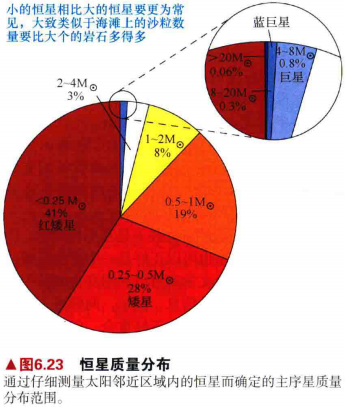 小的恒星相比大的恒星要更为常
见，大致类似于海滩上的沙粒数
量要比大个的岩石多得多
蓝巨星
>20M☉
0.06%
8~20M☉
0.3%
4~8M☉
0.8%
巨星
2~4M☉
3%
1~2M☉
8%
0.5~1M☉
19%
0.25~0.5M☉
28%
矮星
<0.25 M☉
41%
红矮星
▲图6.23 恒星质量分布
通过仔细测量太阳邻近区域内的恒星而确定的主序星质量
分布范围。